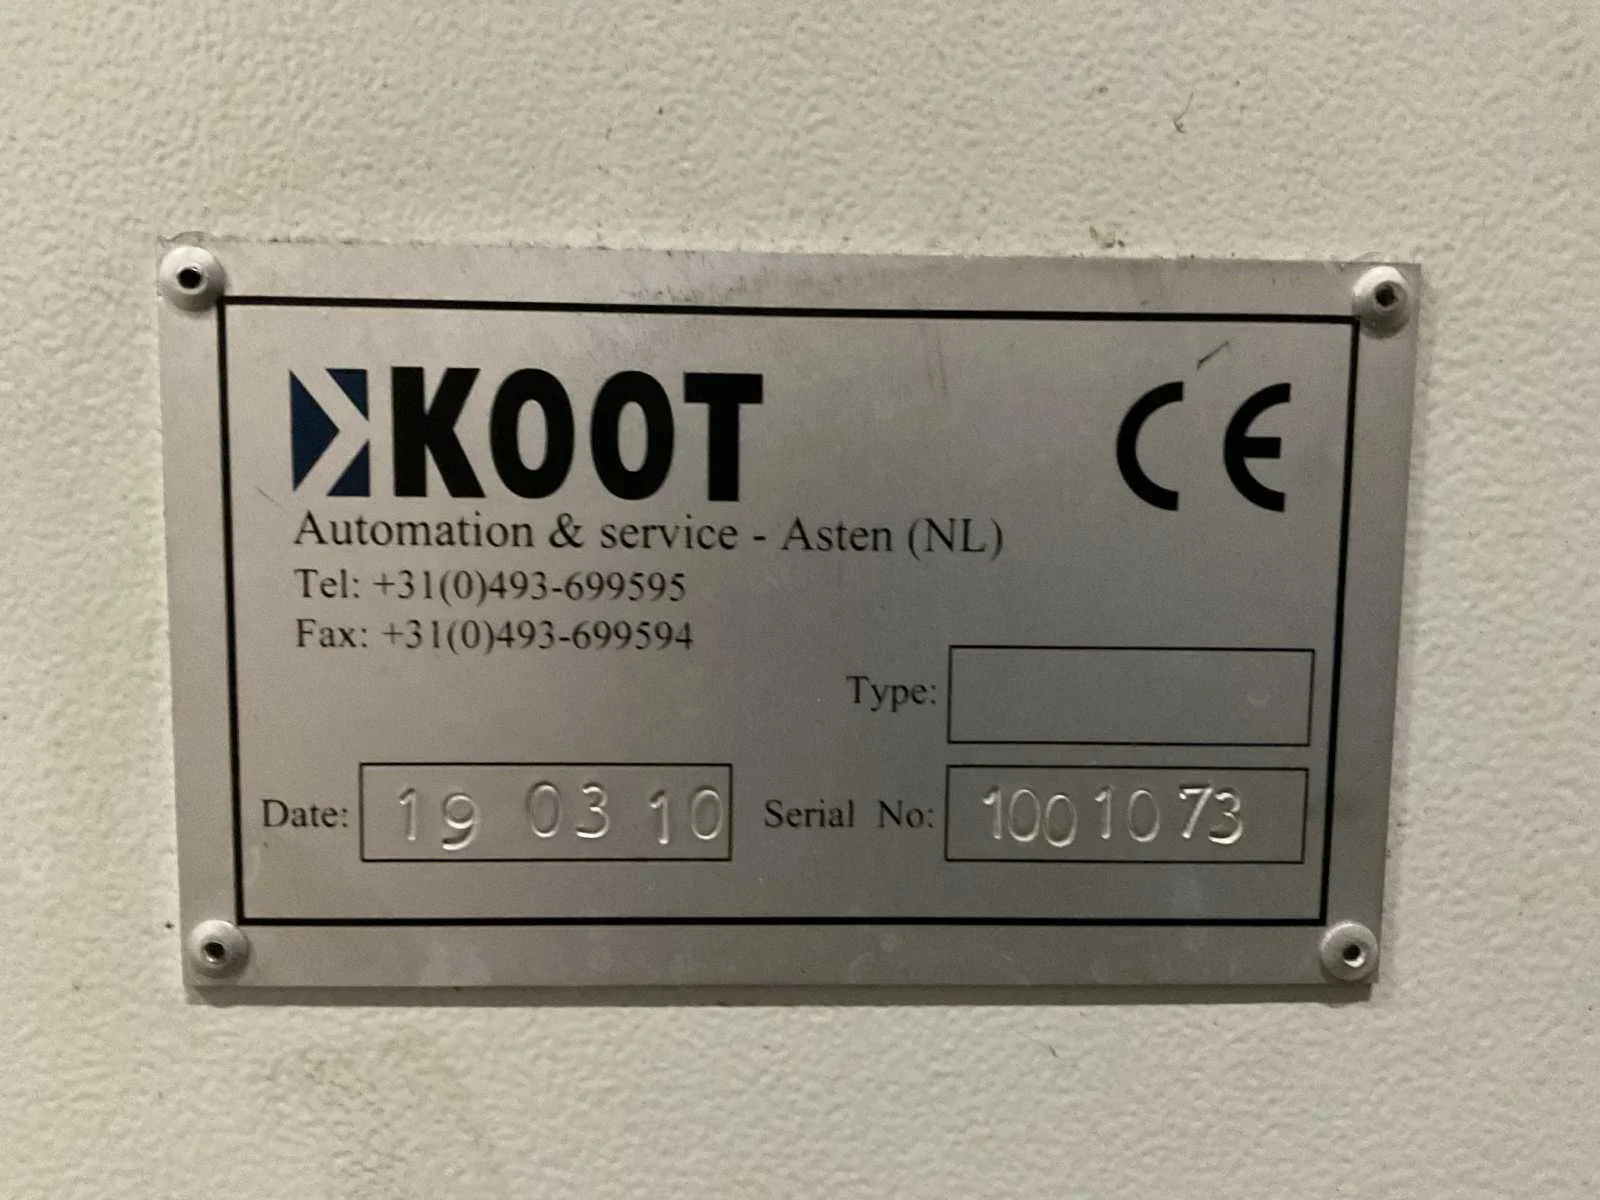 KOOT
CE
Automation & service - Asten (NL)
Tel: +31(0)493-699595
Fax: +31(0)493-699594
Type:
Date: 19 03 10 Serial No: 1001073